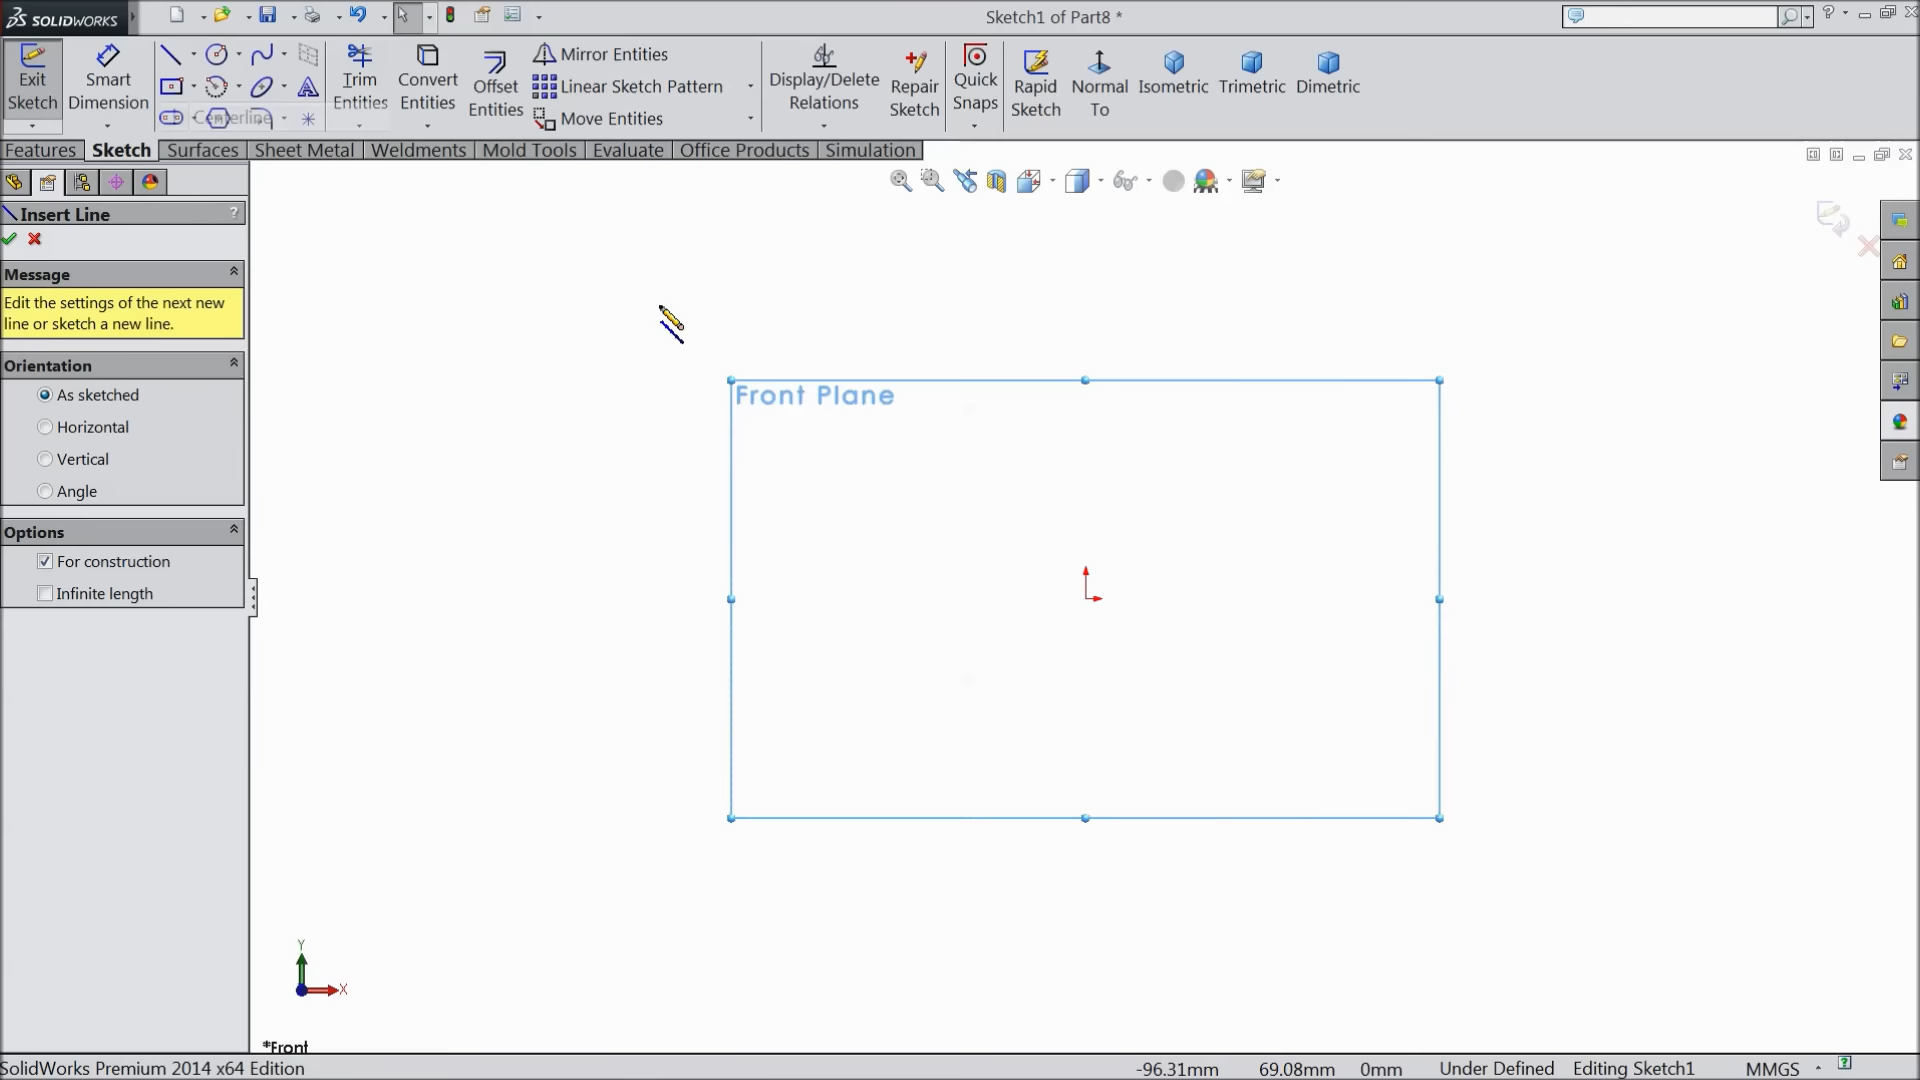 SOLIDWORKS
Sketch1 of Part8 *
?
Exit Sketch
Smart Dimension
Centerline
Trim Entities
Convert Entities
Offset Entities
Mirror Entities
Linear Sketch Pattern
Move Entities
Display/Delete Relations
Repair Sketch
Quick Snaps
Rapid Sketch
Normal To
Isometric
Trimetric
Dimetric
Features
Sketch
Surfaces
Sheet Metal
Weldments
Mold Tools
Evaluate
Office Products
Simulation
Insert Line
?
Message
Edit the settings of the next new
line or sketch a new line.
Orientation
As sketched
Horizontal
Vertical
Angle
Options
For construction
Infinite length
Front Plane
Y
X
*Front
SolidWorks Premium 2014 x64 Edition
-96.31mm
69.08mm
0mm
Under Defined
Editing Sketch1
MMGS
?